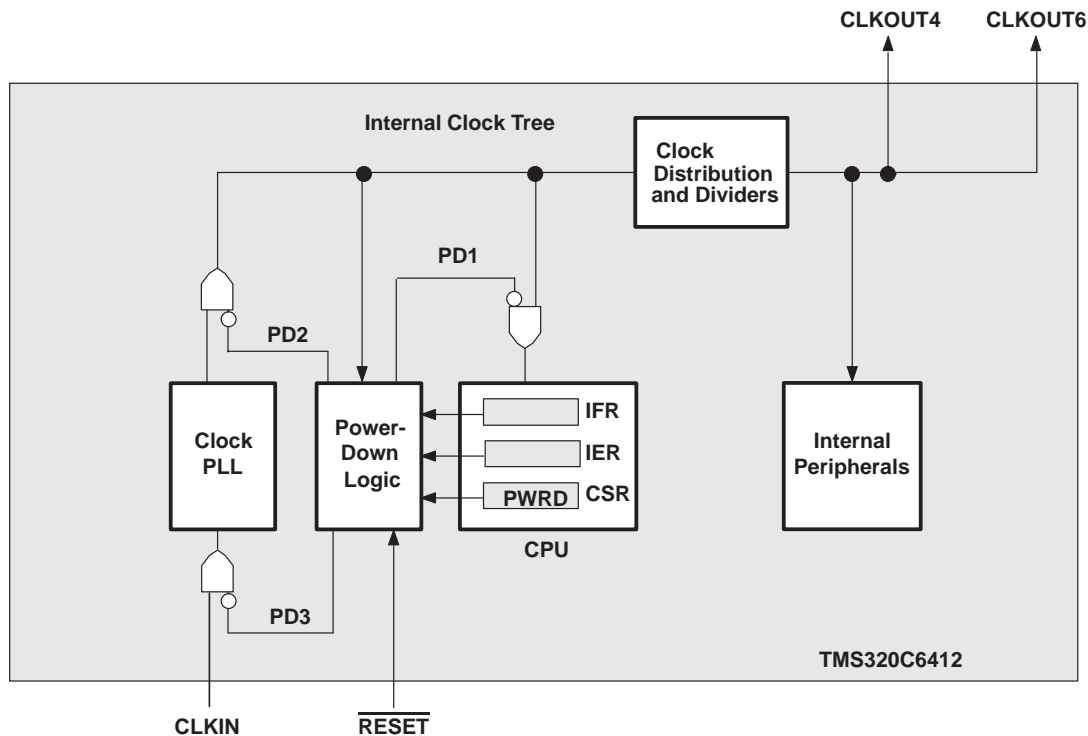 CLKOUT4
CLKOUT6
Internal Clock Tree
Clock
Distribution
and Dividers
PD1
PD2
Clock
PLL
Power-
Down
Logic
IFR
IER
PWRD
CSR
CPU
Internal
Peripherals
PD3
TMS320C6412
CLKIN
RESET